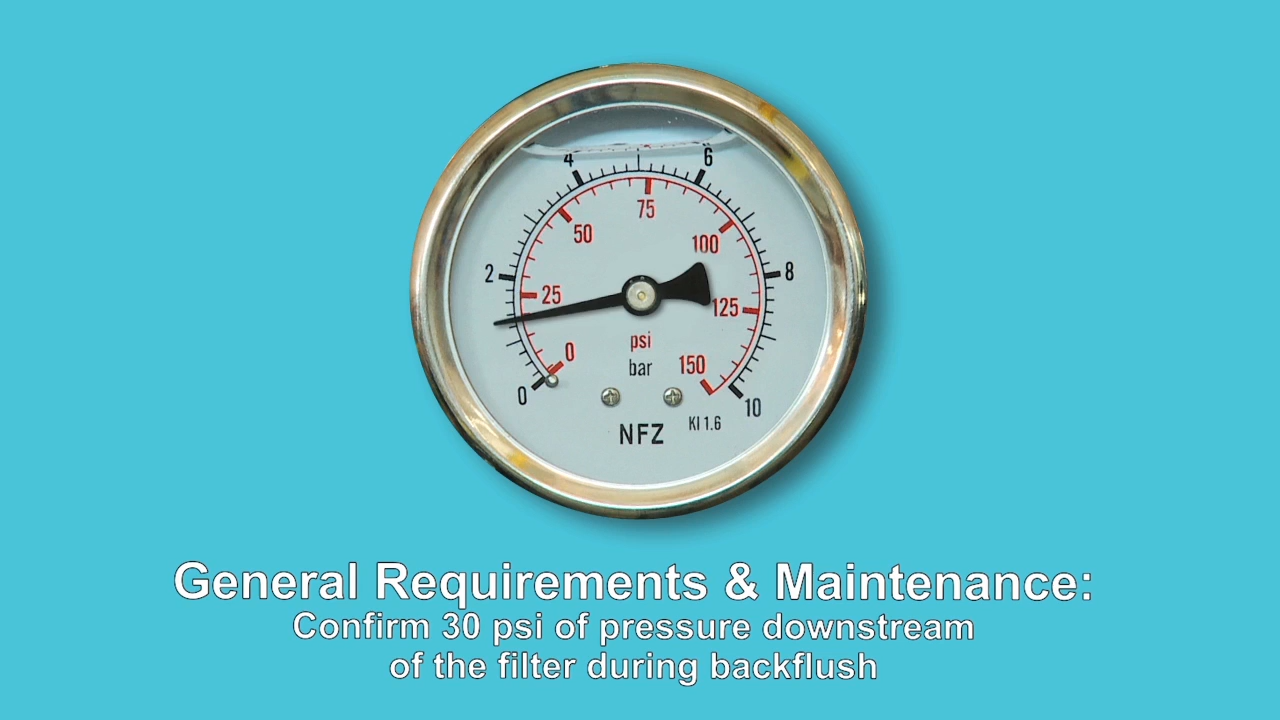 4 6
75
50 100
2 8
25 125
0 psi 150
0 bar 10
NFZ KI 1.6
General Requirements & Maintenance:
Confirm 30 psi of pressure downstream
of the filter during backflush